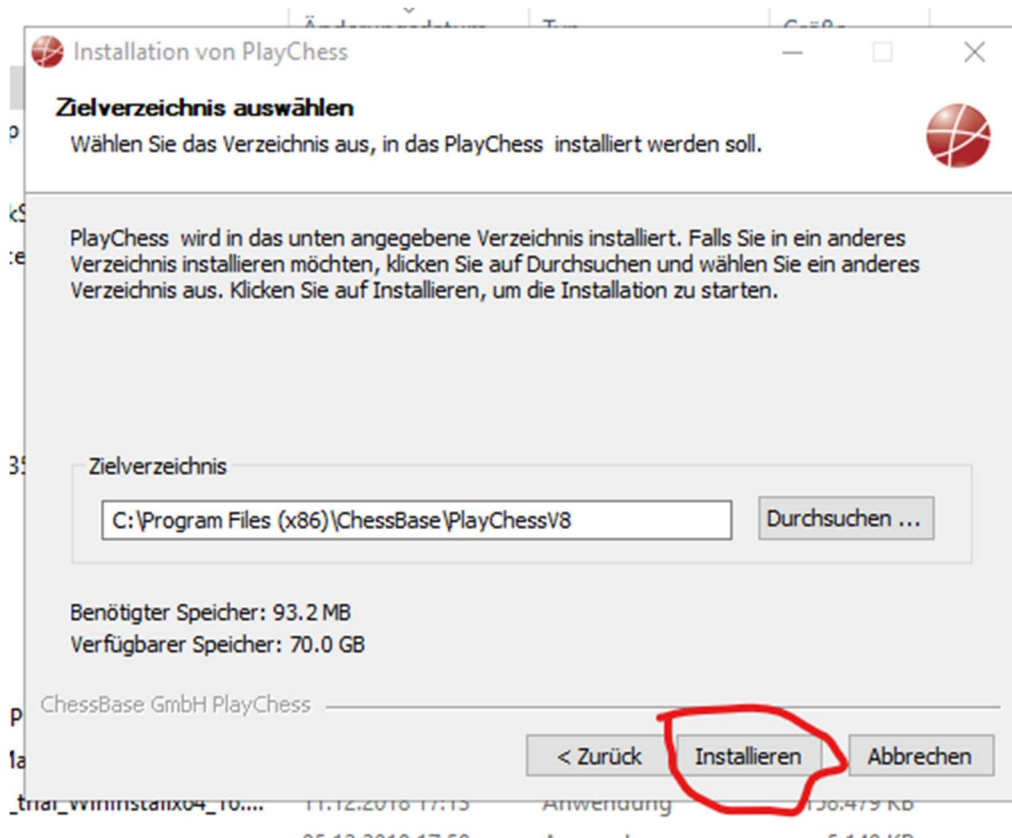 Änderungsdatum Typ Größe
Installation von PlayChess
Zielverzeichnis auswählen
Wählen Sie das Verzeichnis aus, in das PlayChess installiert werden soll.
PlayChess wird in das unten angegebene Verzeichnis installiert. Falls Sie in ein anderes
Verzeichnis installieren möchten, klicken Sie auf Durchsuchen und wählen Sie ein anderes
Verzeichnis aus. Klicken Sie auf Installieren, um die Installation zu starten.
Zielverzeichnis
C:\Program Files (x86)\ChessBase\PlayChessV8
Durchsuchen ...
Benötigter Speicher: 93.2 MB
Verfügbarer Speicher: 70.0 GB
ChessBase GmbH PlayChess
< Zurück Installieren Abbrechen
11.12.2018 17:15 Anwendung